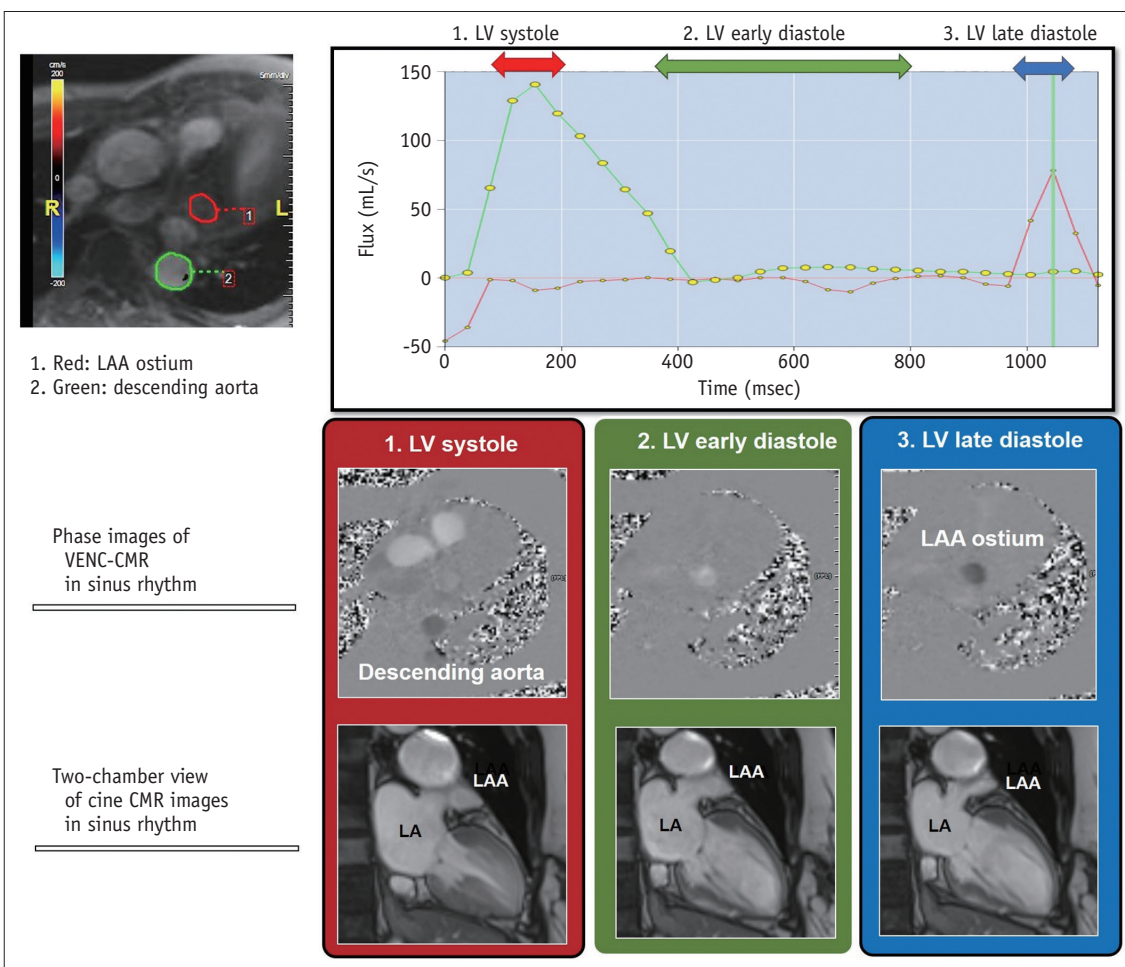 1. LV systole
2. LV early diastole
3. LV late diastole
cm/s
200
5mm/div
0
-200
R
L
1
2
1. Red: LAA ostium
2. Green: descending aorta
Flux (mL/s)
150
100
50
0
-50
0
200
400
600
800
1000
Time (msec)
1. LV systole
2. LV early diastole
3. LV late diastole
Phase images of
VENC-CMR
in sinus rhythm
Descending aorta
LAA ostium
Two-chamber view
of cine CMR images
in sinus rhythm
LAA
LA
LAA
LA
LAA
LA